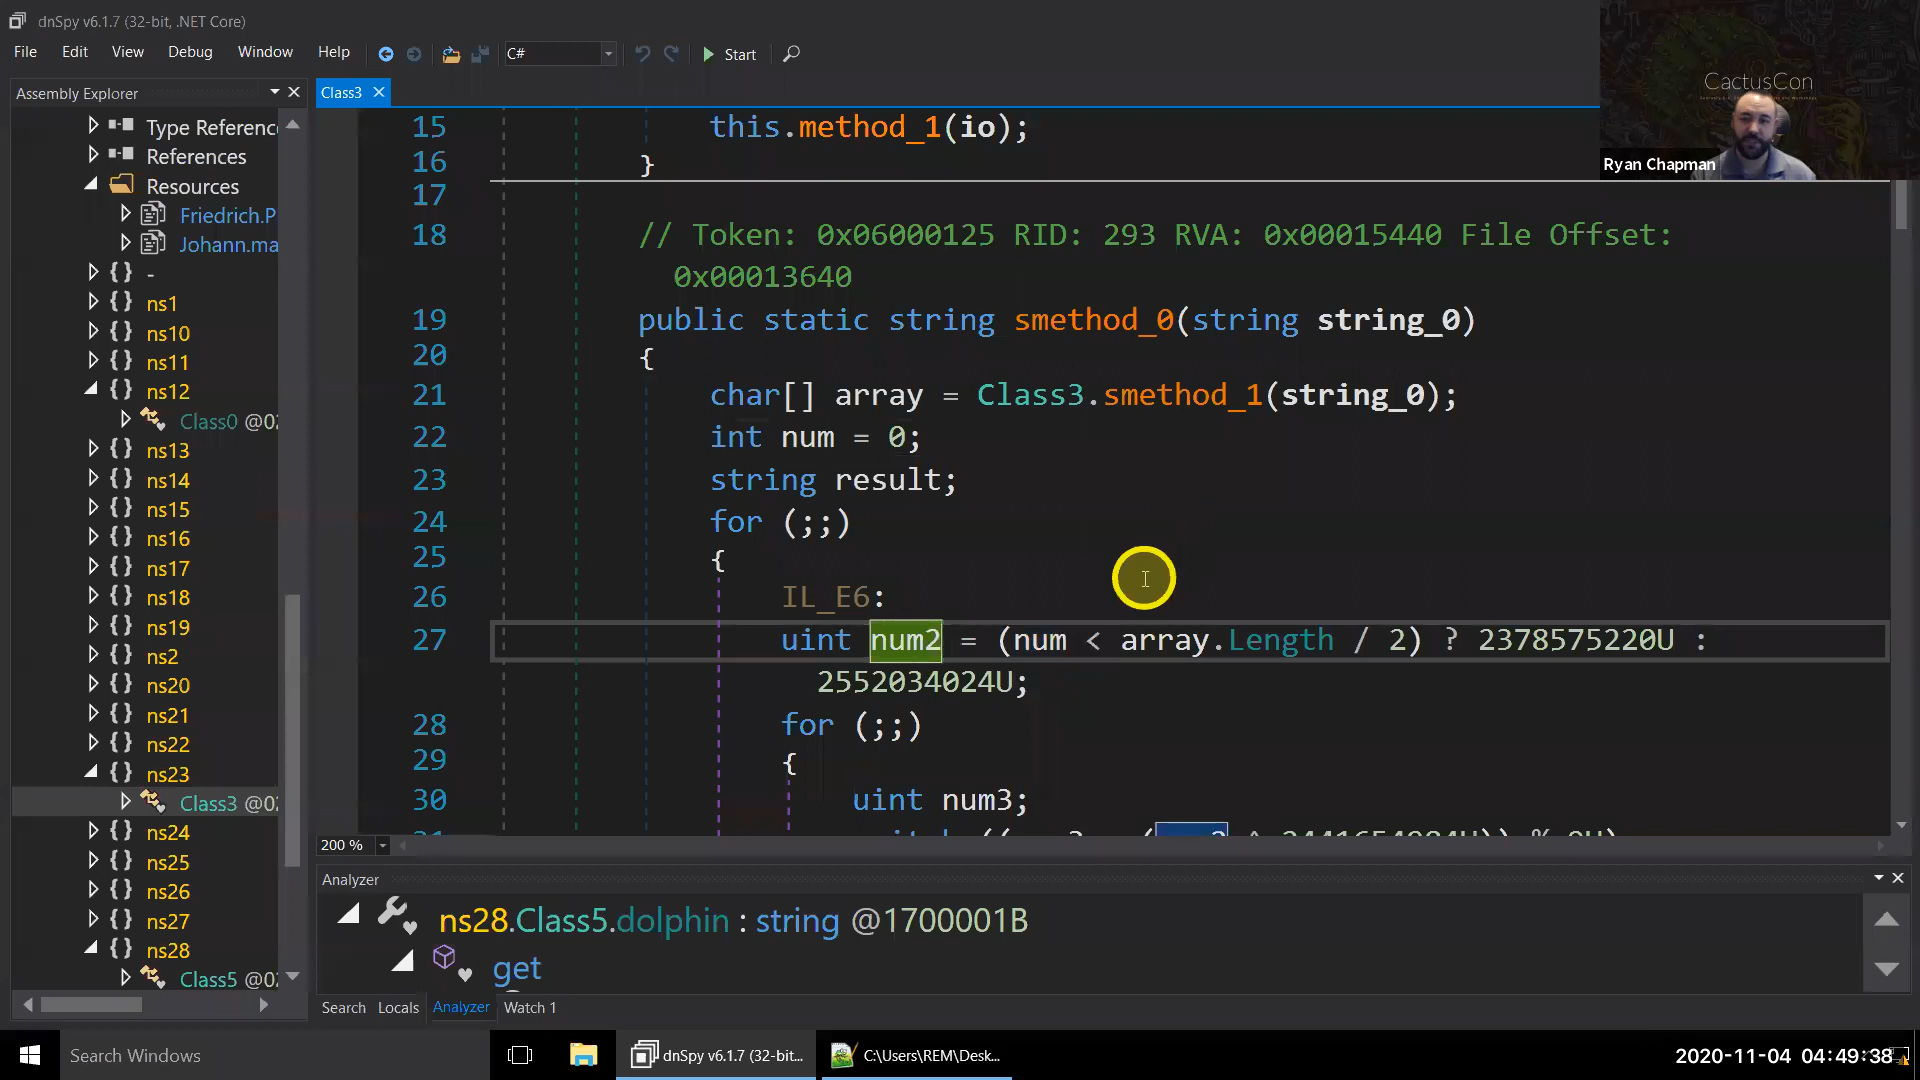 dnSpy v6.1.7 (32-bit, .NET Core)
File Edit View Debug Window Help C# Start
CactusCon
Ryan Chapman
Assembly Explorer
Class3
Type Referenc
References
Resources
Friedrich.P
Johann.ma
-
ns1
ns10
ns11
ns12
Class0 @02
ns13
ns14
ns15
ns16
ns17
ns18
ns19
ns2
ns20
ns21
ns22
ns23
Class3 @02
ns24
ns25
ns26
ns27
ns28
Class5 @02
15 this.method_1(io);
16 }
17
18 // Token: 0x06000125 RID: 293 RVA: 0x00015440 File Offset:
0x00013640
19 public static string smethod_0(string string_0)
20 {
21 char[] array = Class3.smethod_1(string_0);
22 int num = 0;
23 string result;
24 for (;;)
25 {
26 IL_E6:
27 uint num2 = (num < array.Length / 2) ? 2378575220U :
2552034024U;
28 for (;;)
29 {
30 uint num3;
200 %
Analyzer
ns28.Class5.dolphin : string @1700001B
get
Search Locals Analyzer Watch 1
Search Windows
dnSpy v6.1.7 (32-bit...
C:\Users\REM\Desk...
2020-11-04 04:49:38